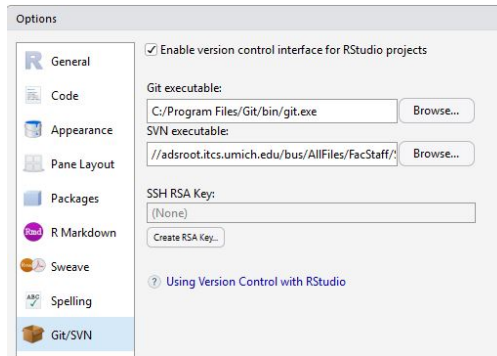 Options
General
Code
Appearance
Pane Layout
Packages
Rmd R Markdown
Sweave
ABC Spelling
Git/SVN
Enable version control interface for RStudio projects
Git executable:
C:/Program Files/Git/bin/git.exe Browse...
SVN executable:
//adsroot.itcs.umich.edu/bus/AllFiles/FacStaff/ Browse...
SSH RSA Key:
(None)
Create RSA Key...
? Using Version Control with RStudio